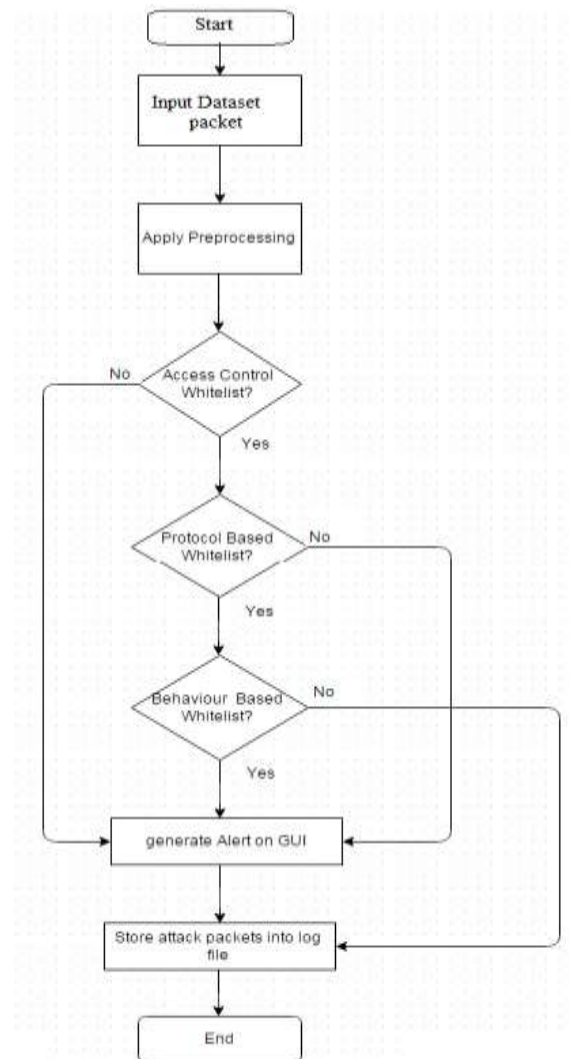 Start
Input Dataset
packet
Apply Preprocessing
No
Access Control
Whitelist?
Yes
Protocol Based
Whitelist?
No
Yes
Behaviour Based
Whitelist?
No
Yes
generate Alert on GUI
Store attack packets into log
file
End